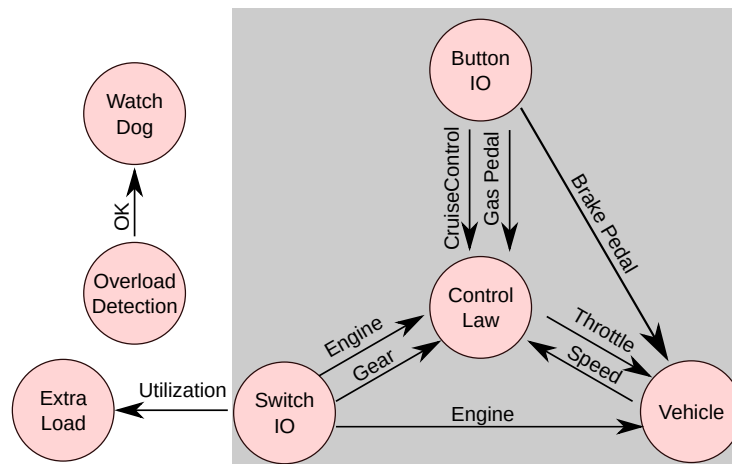 Button
IO
Watch
Dog
CruiseControl
Gas Pedal
Brake Pedal
OK
Overload
Detection
Control
Law
Engine
Gear
Throttle
Speed
Utilization
Extra
Load
Switch
IO
Engine
Vehicle